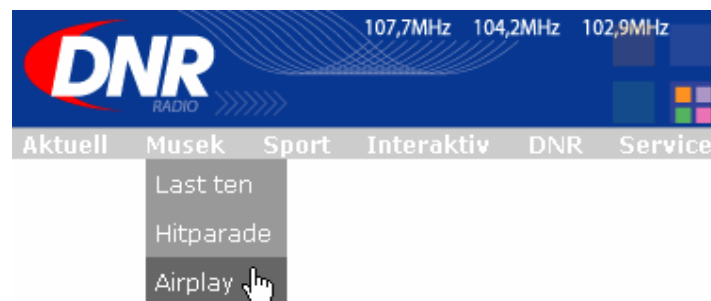 107,7MHz 104,2MHz 102,9MHz
DNR
RADIO
Aktuell Musek Sport Interaktiv DNR Service
Last ten
Hitparade
Airplay